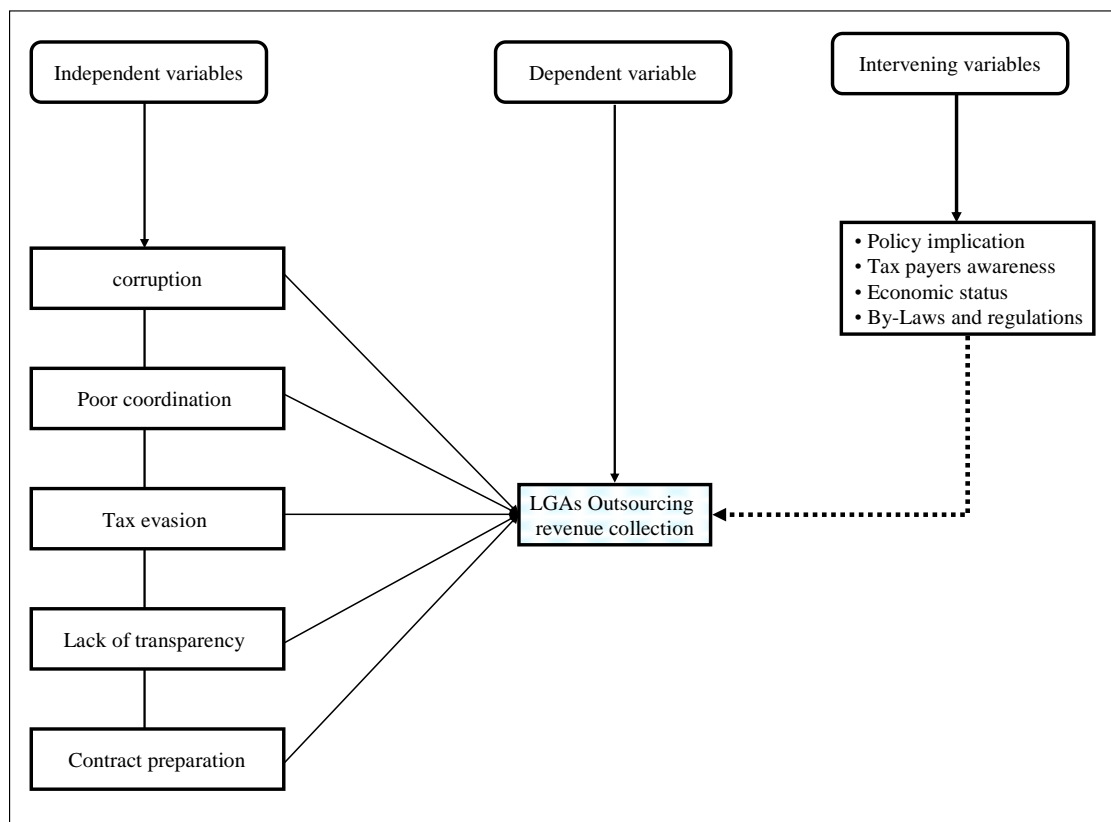 Independent variables
Dependent variable
Intervening variables
• Policy implication
• Tax payers awareness
• Economic status
• By-Laws and regulations
corruption
Poor coordination
Tax evasion
Lack of transparency
Contract preparation
LGAs Outsourcing
revenue collection